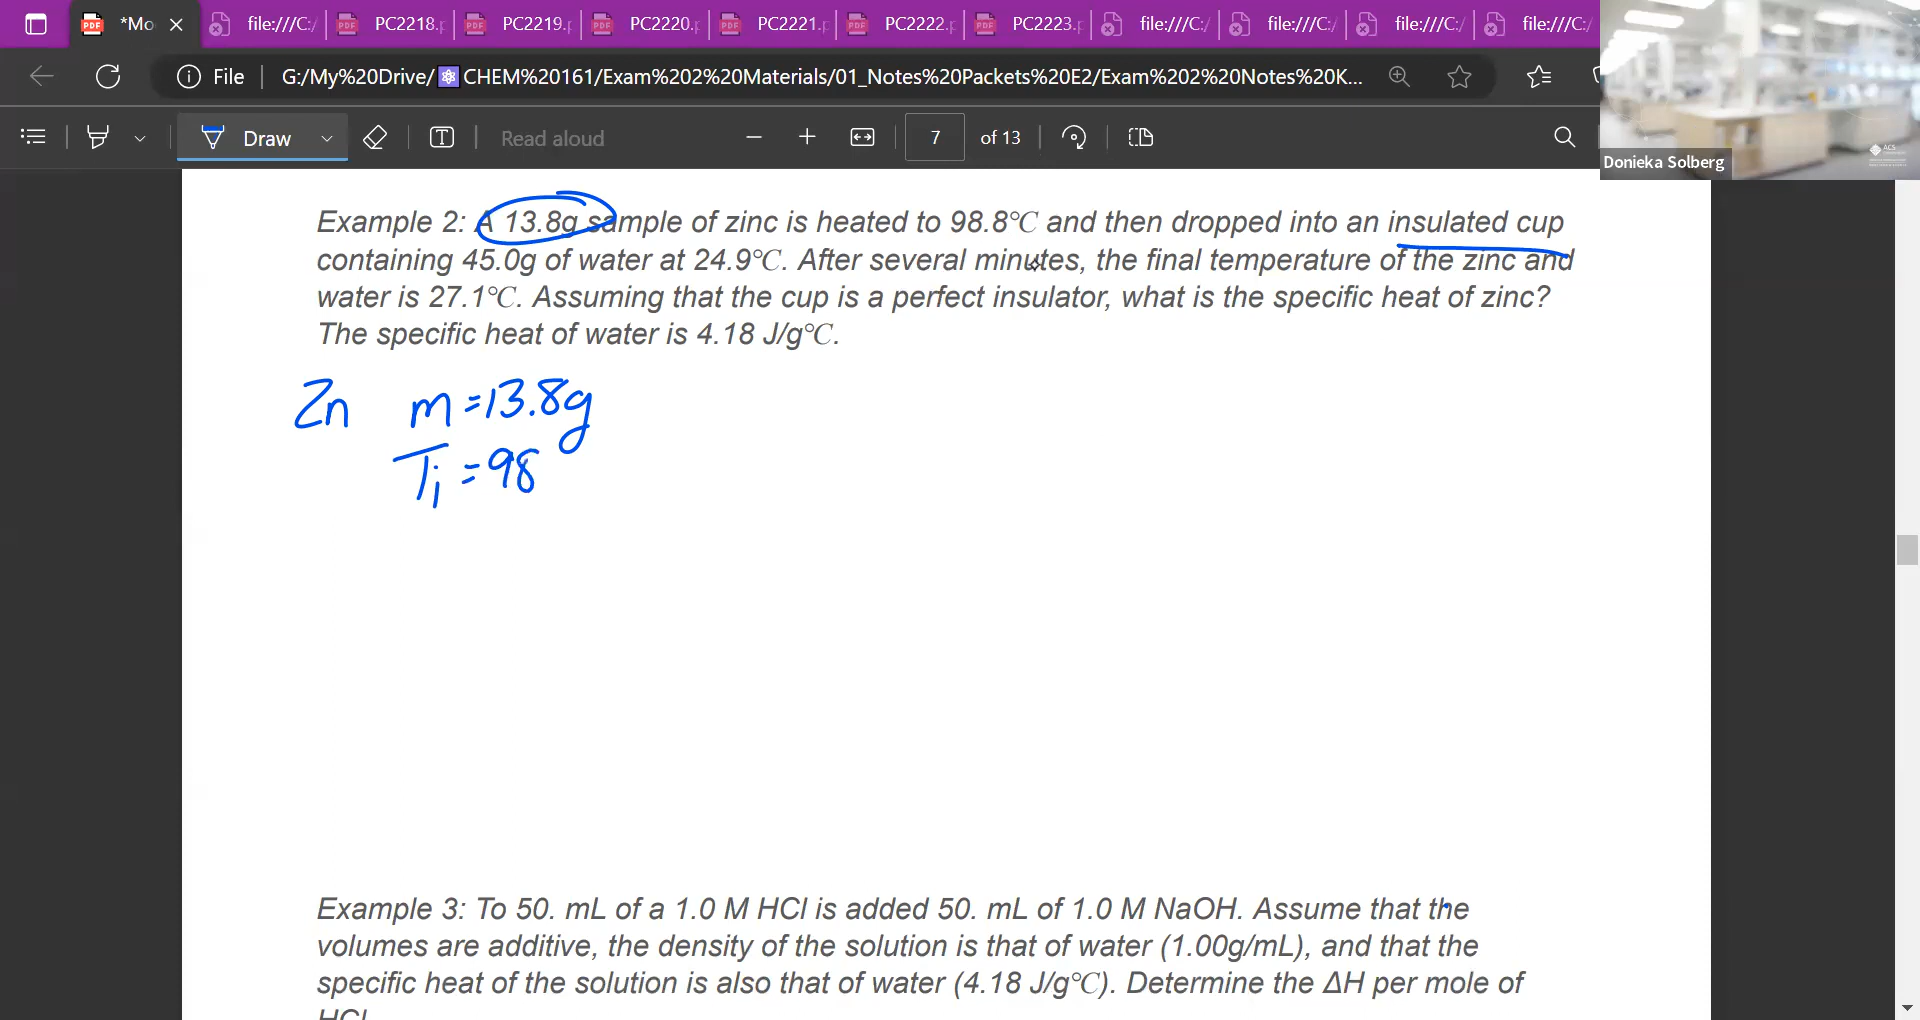 *Mo
file:///C:/
PC2218.p
PC2219.p
PC2220.p
PC2221.p
PC2222.p
PC2223.p
file:///C:/
file:///C:/
file:///C:/
file:///C:/
File
G:/My%20Drive/⚛CHEM%20161/Exam%202%20Materials/01_Notes%20Packets%20E2/Exam%202%20Notes%20K...
Draw
Read aloud
7
of 13
ACS
Donieka Solberg
Example 2: A 13.8g sample of zinc is heated to 98.8°C and then dropped into an insulated cup
containing 45.0g of water at 24.9°C. After several minutes, the final temperature of the zinc and
water is 27.1°C. Assuming that the cup is a perfect insulator, what is the specific heat of zinc?
The specific heat of water is 4.18 J/g°C.
Zn m=13.8g
Ti=98
Example 3: To 50. mL of a 1.0 M HCl is added 50. mL of 1.0 M NaOH. Assume that the
volumes are additive, the density of the solution is that of water (1.00g/mL), and that the
specific heat of the solution is also that of water (4.18 J/g°C). Determine the ΔH per mole of
HCl